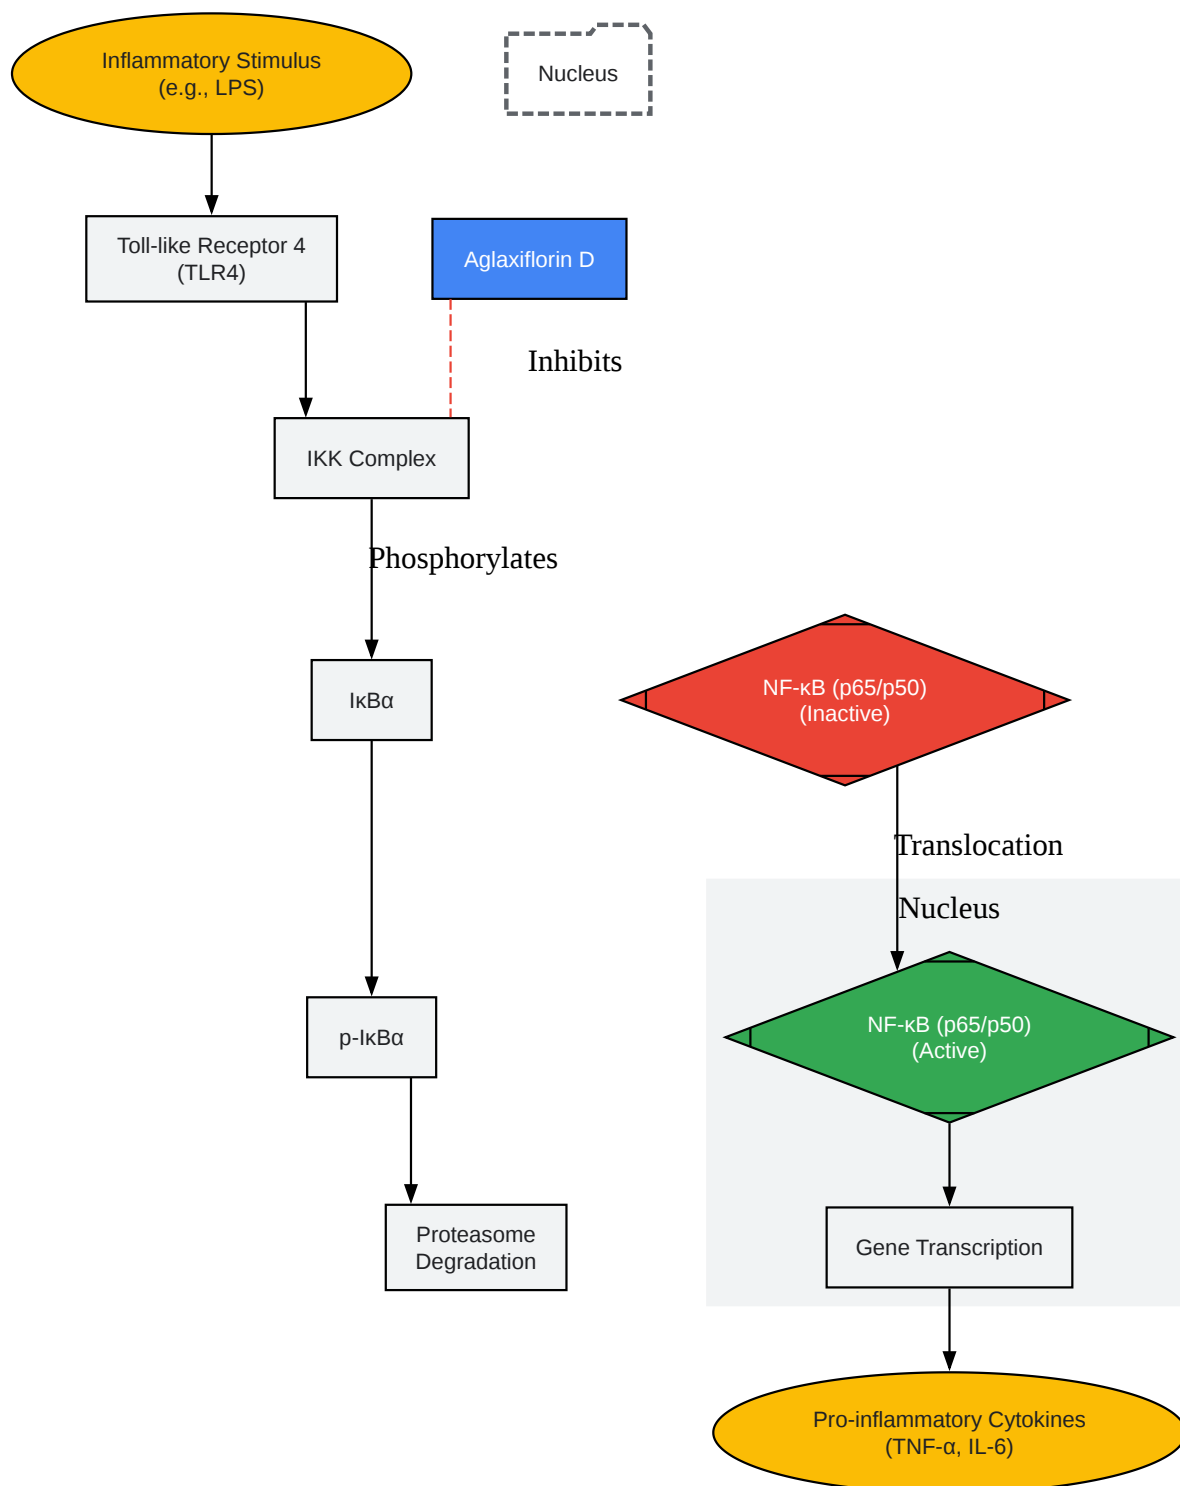 Inflammatory Stimulus
(e.g., LPS)
Nucleus
Toll-like Receptor 4
(TLR4)
Aglaxiflorin D
Inhibits
IKK Complex
Phosphorylates
IκBα
NF-κB (p65/p50)
(Inactive)
Translocation
Nucleus
p-IκBα
NF-κB (p65/p50)
(Active)
Proteasome
Degradation
Gene Transcription
Pro-inflammatory Cytokines
(TNF-α, IL-6)